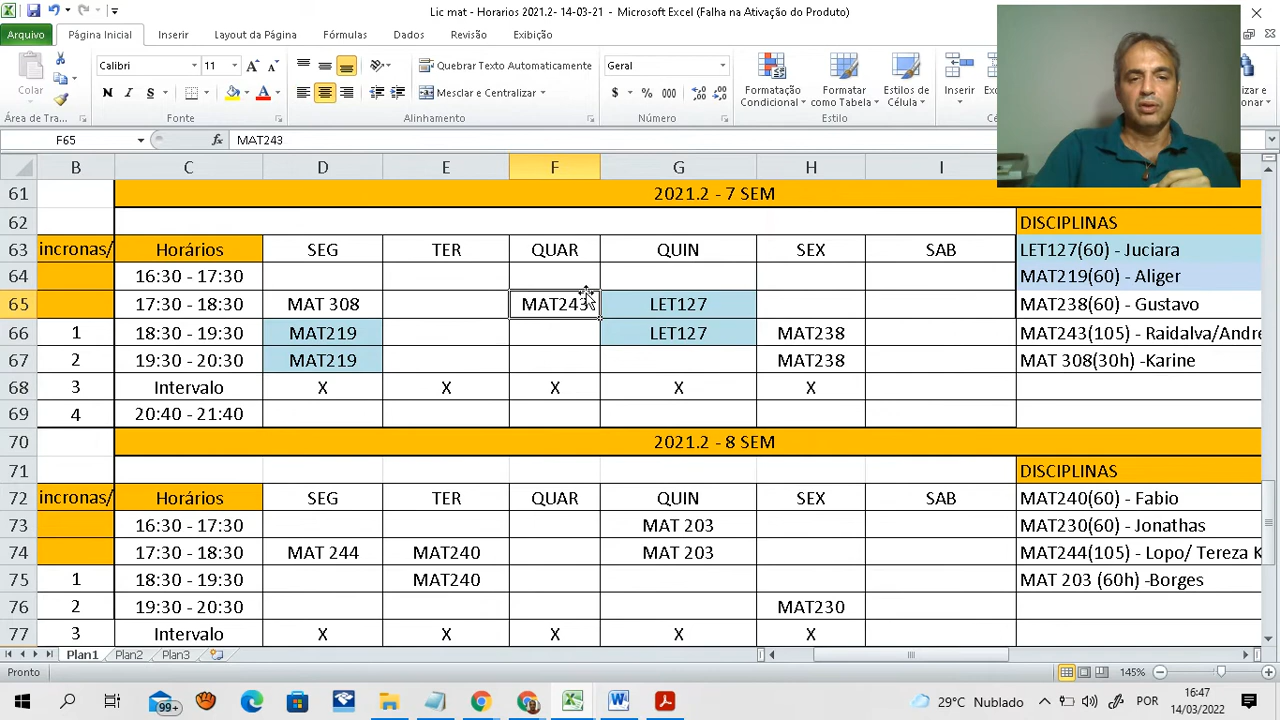 Lic mat - Horarios 2021.2- 14-03-21 - Microsoft Excel (Falha na Ativação do Produto)
Arquivo Página Inicial Inserir Layout da Página Fórmulas Dados Revisão Exibição
Colar
Calibri 11
N I S
Quebrar Texto Automaticamente
Mesclar e Centralizar
Geral
$ % 000
Formatação Condicional
Formatar como Tabela
Estilos de Célula
Inserir
Área de Tra... Fonte Alinhamento Número Estilo
F65 fx MAT243
B C D E F G H I
61 2021.2 - 7 SEM
62 DISCIPLINAS
63 incronas/ Horários SEG TER QUAR QUIN SEX SAB LET127(60) - Juciara
64 16:30 - 17:30 MAT219(60) - Aliger
65 17:30 - 18:30 MAT 308 MAT243 LET127 MAT238(60) - Gustavo
66 1 18:30 - 19:30 MAT219 LET127 MAT238 MAT243(105) - Raidalva/Andre
67 2 19:30 - 20:30 MAT219 MAT238 MAT 308(30h) -Karine
68 3 Intervalo X X X X X
69 4 20:40 - 21:40
70 2021.2 - 8 SEM
71 DISCIPLINAS
72 incronas/ Horários SEG TER QUAR QUIN SEX SAB MAT240(60) - Fabio
73 16:30 - 17:30 MAT 203 MAT230(60) - Jonathas
74 17:30 - 18:30 MAT 244 MAT240 MAT 203 MAT244(105) - Lopo/ Tereza K
75 1 18:30 - 19:30 MAT240 MAT 203 (60h) -Borges
76 2 19:30 - 20:30 MAT230
77 3 Intervalo X X X X X
Plan1 Plan2 Plan3
Pronto 145%
99+ 29°C Nublado POR 16:47
14/03/2022